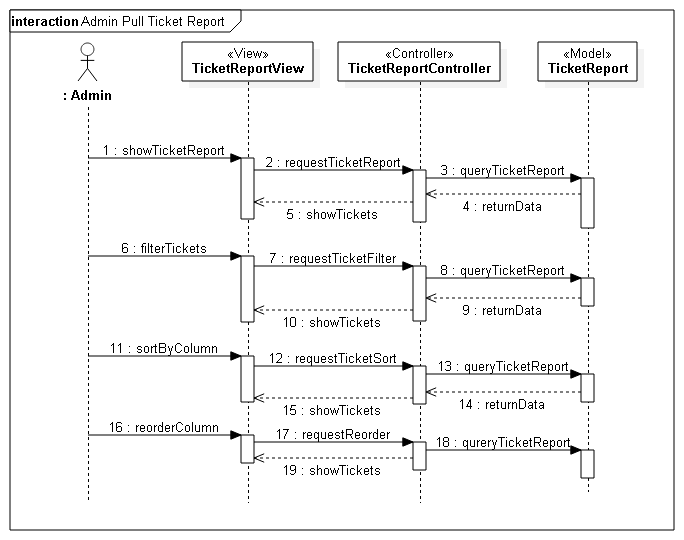 interaction Admin Pull Ticket Report
«View»
TicketReportView
«Controller»
TicketReportController
«Model»
TicketReport
: Admin
1 : showTicketReport
2 : requestTicketReport
3 : queryTicketReport
4 : returnData
5 : showTickets
6 : filterTickets
7 : requestTicketFilter
8 : queryTicketReport
9 : returnData
10 : showTickets
11 : sortByColumn
12 : requestTicketSort
13 : queryTicketReport
14 : returnData
15 : showTickets
16 : reorderColumn
17 : requestReorder
18 : qureryTicketReport
19 : showTickets